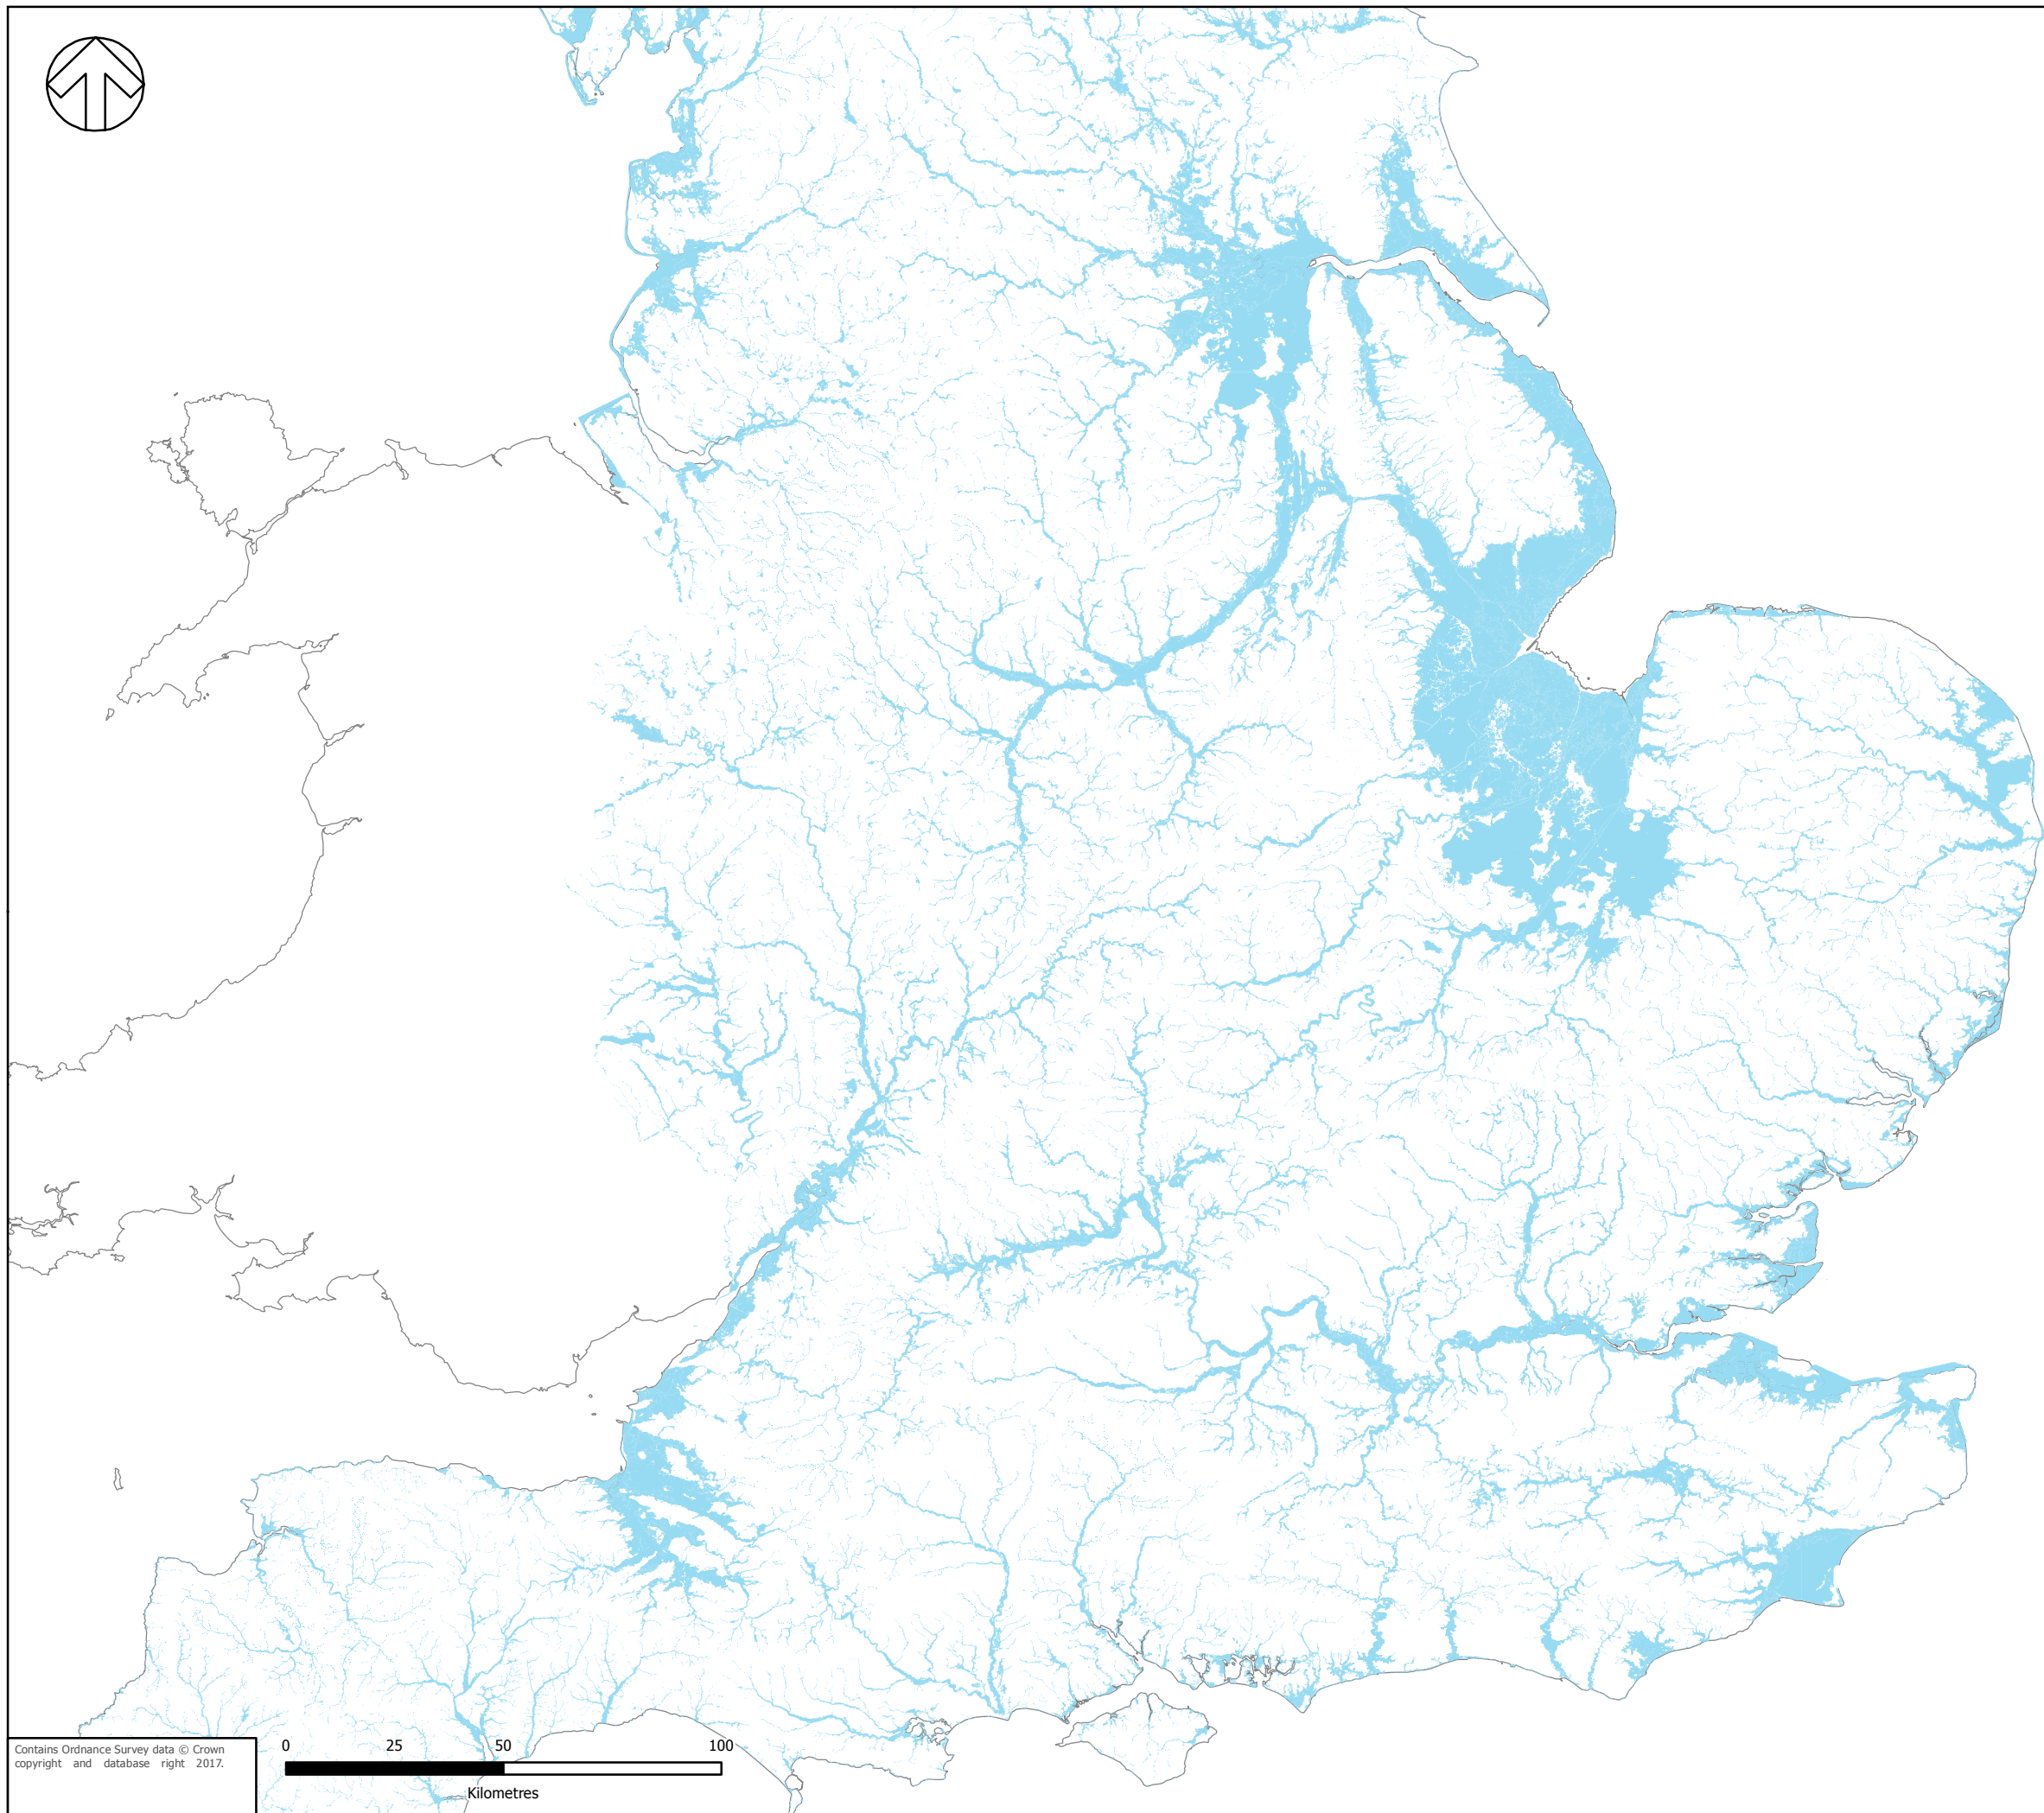 Contains Ordnance Survey data © Crown
copyright and database right 2017.
0 25 50 100
Kilometres